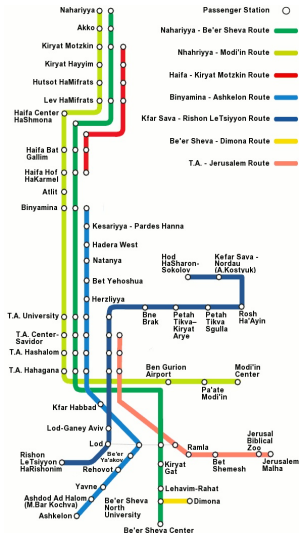 Nahariyya
Akko
Kiryat Motzkin
Kiryat Hayyim
Hutsot HaMifrats
Lev HaMifrats
Haifa Center
HaShmona
Haifa Bat
Gallim
Haifa Hof
HaKarmel
Atlit
Binyamina
Passenger Station
Nahariyya - Be'er Sheva Route
Nhahriyya - Modi'in Route
Haifa - Kiryat Motzkin Route
Binyamina - Ashkelon Route
Kfar Sava - Rishon LeTsiyyon Route
Be'er Sheva - Dimona Route
T.A. - Jerusalem Route
Kesariyya - Pardes Hanna
Hadera West
Natanya
Bet Yehoshua
Herzliyya
Hod
HaSharon-
Sokolov
Kefar Sava -
Nordau
(A.Kostyuk)
T.A. University
T.A. Center-
Savidor
T.A. Hashalom
T.A. Hahagana
Bne
Brak
Petah
Tikva–
Kiryat
Arye
Petah
Tikva
Sgulla
Rosh
Ha'Ayin
Ben Gurion
Airport
Pa'ate
Modi'in
Modi'in
Center
Kfar Habbad
Lod-Ganey Aviv
Lod
Rishon
LeTsiyyon
HaRishonim
Be'er
Ya'akov
Rehovot
Yavne
Ashdod Ad Halom
(M.Bar Kochva)
Ashkelon
Ramla
Bet
Shemesh
Jerusal
Biblical
Zoo
Jerusalem
Malha
Kiryat
Gat
Lehavim-Rahat
Be'er Sheva
North
University
Dimona
Be'er Sheva Center